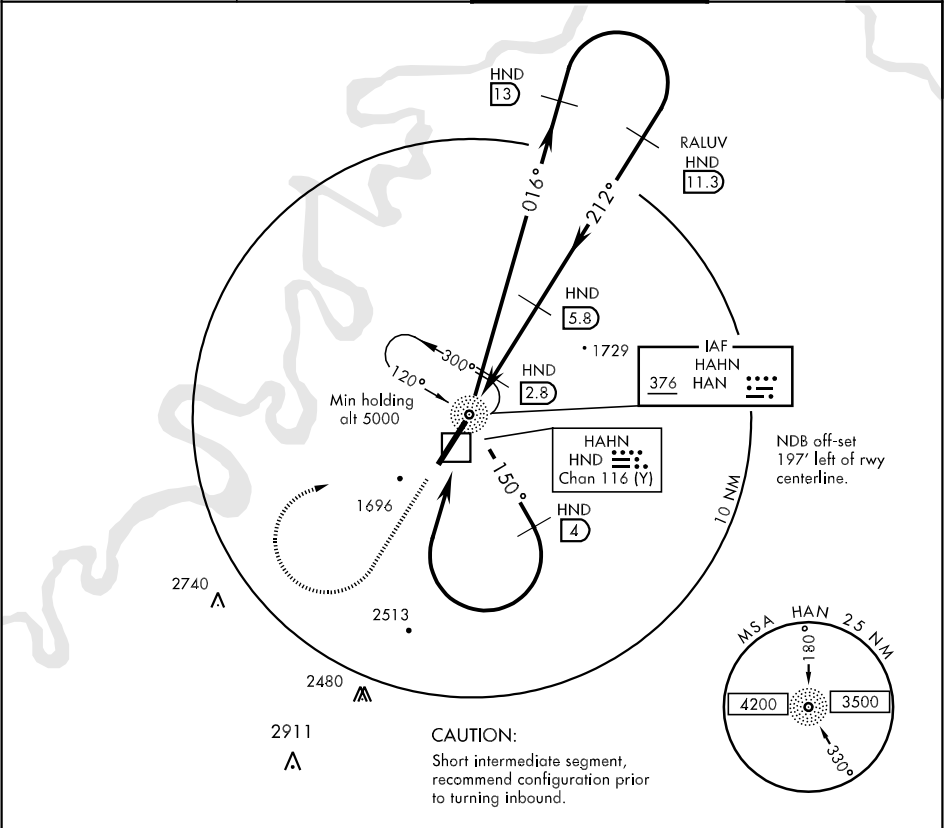 HND
13
RALUV
HND
11.3
016°
212°
HND
5.8
1729
IAF
HAHN
376 HAN
300°
120°
HND
2.8
Min holding
alt 5000
HAHN
HND
Chan 116 (Y)
NDB off-set
197' left of rwy
centerline.
150°
1696
HND
4
10 NM
2740
2513
2480
2911
CAUTION:
Short intermediate segment,
recommend configuration prior
to turning inbound.
MSA HAN 25 NM
180°
4200
3500
330°